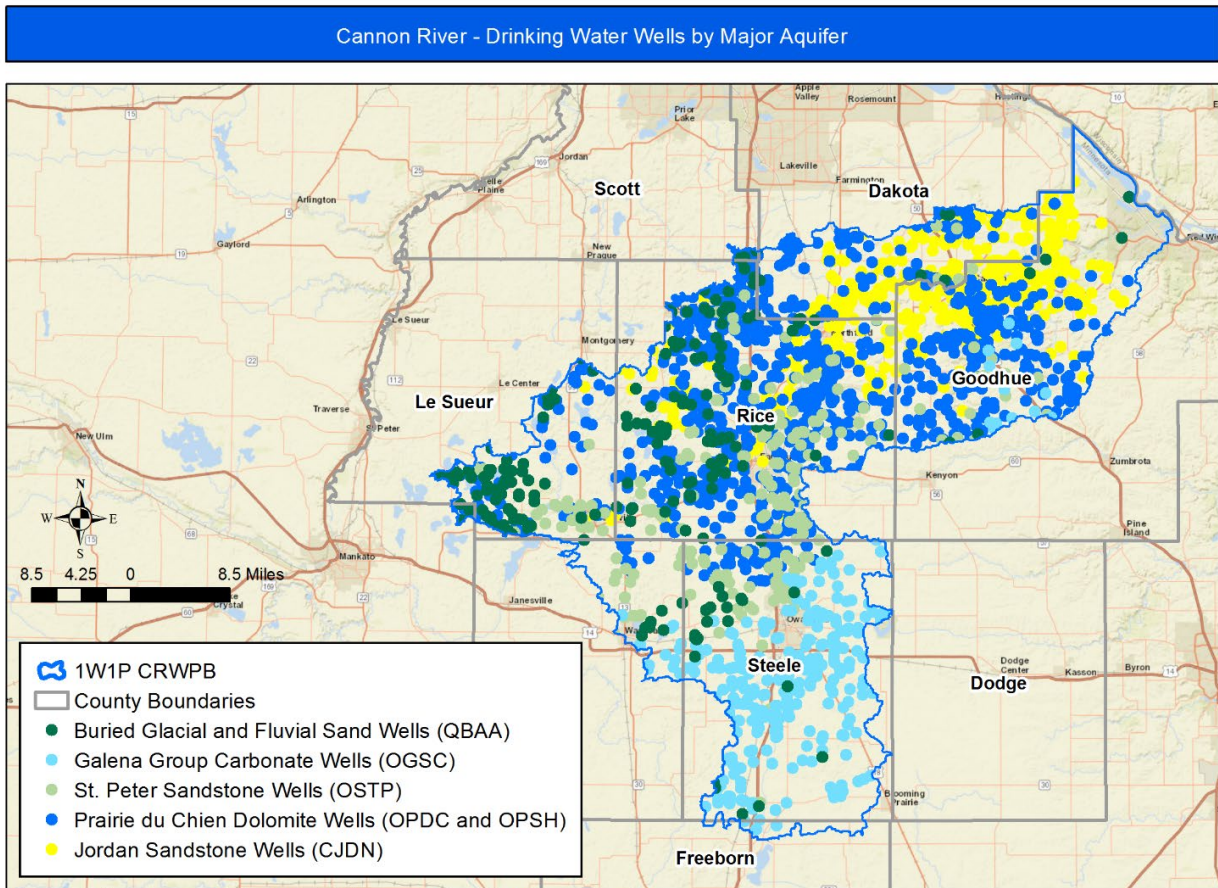 Cannon River - Drinking Water Wells by Major Aquifer
Apple
Valley
Rosemount
Prior
Lake
Jordan
Lakeville
Farmington
Scott
Dakota
Arlington
Gaylord
New
Prague
Le Sueur
Montgomery
Le Center
Le Sueur
Goodhue
Rice
Traverse
St Peter
New Ulm
Kenyon
Zumbrota
Pine
Island
Mankato
N
W
E
S
8.5 4.25 0 8.5 Miles
Crystal
Janesville
Steele
Dodge
Dodge
Center
Kasson
Byron
Blooming
Prairie
Freeborn
1W1P CRWPB
County Boundaries
Buried Glacial and Fluvial Sand Wells (QBAA)
Galena Group Carbonate Wells (OGSC)
St. Peter Sandstone Wells (OSTP)
Prairie du Chien Dolomite Wells (OPDC and OPSH)
Jordan Sandstone Wells (CJDN)